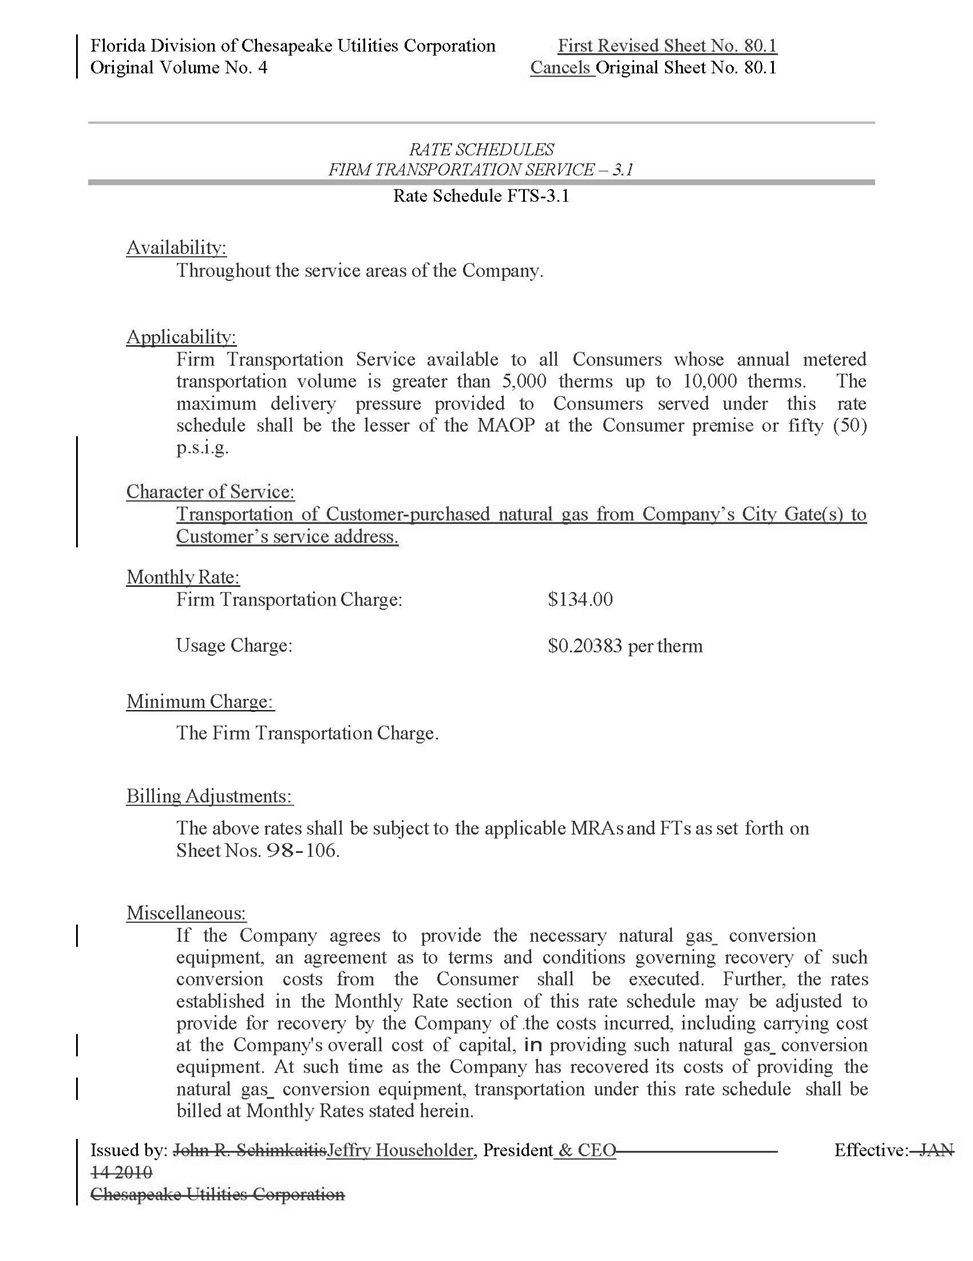 Florida Division of Chesapeake Utilities Corporation First Revised Sheet No. 80.1
Original Volume No. 4 Cancels Original Sheet No. 80.1
RATE SCHEDULES
FIRM TRANSPORTATION SERVICE – 3.1
Rate Schedule FTS-3.1
Availability:
Throughout the service areas of the Company.
Applicability:
Firm Transportation Service available to all Consumers whose annual metered
transportation volume is greater than 5,000 therms up to 10,000 therms. The
maximum delivery pressure provided to Consumers served under this rate
schedule shall be the lesser of the MAOP at the Consumer premise or fifty (50)
p.s.i.g.
Character of Service:
Transportation of Customer-purchased natural gas from Company's City Gate(s) to
Customer's service address.
Monthly Rate:
Firm Transportation Charge: $134.00
Usage Charge: $0.20383 per therm
Minimum Charge:
The Firm Transportation Charge.
Billing Adjustments:
The above rates shall be subject to the applicable MRAs and FTs as set forth on
Sheet Nos. 98-106.
Miscellaneous:
If the Company agrees to provide the necessary natural gas_ conversion
equipment, an agreement as to terms and conditions governing recovery of such
conversion costs from the Consumer shall be executed. Further, the rates
established in the Monthly Rate section of this rate schedule may be adjusted to
provide for recovery by the Company of .the costs incurred, including carrying cost
at the Company's overall cost of capital, in providing such natural gas_ conversion
equipment. At such time as the Company has recovered its costs of providing the
natural gas_ conversion equipment, transportation under this rate schedule shall be
billed at Monthly Rates stated herein.
Issued by: John R. SchimkaitisJeffry Householder, President & CEO Effective: JAN
14 2010
Chesapeake Utilities Corporation